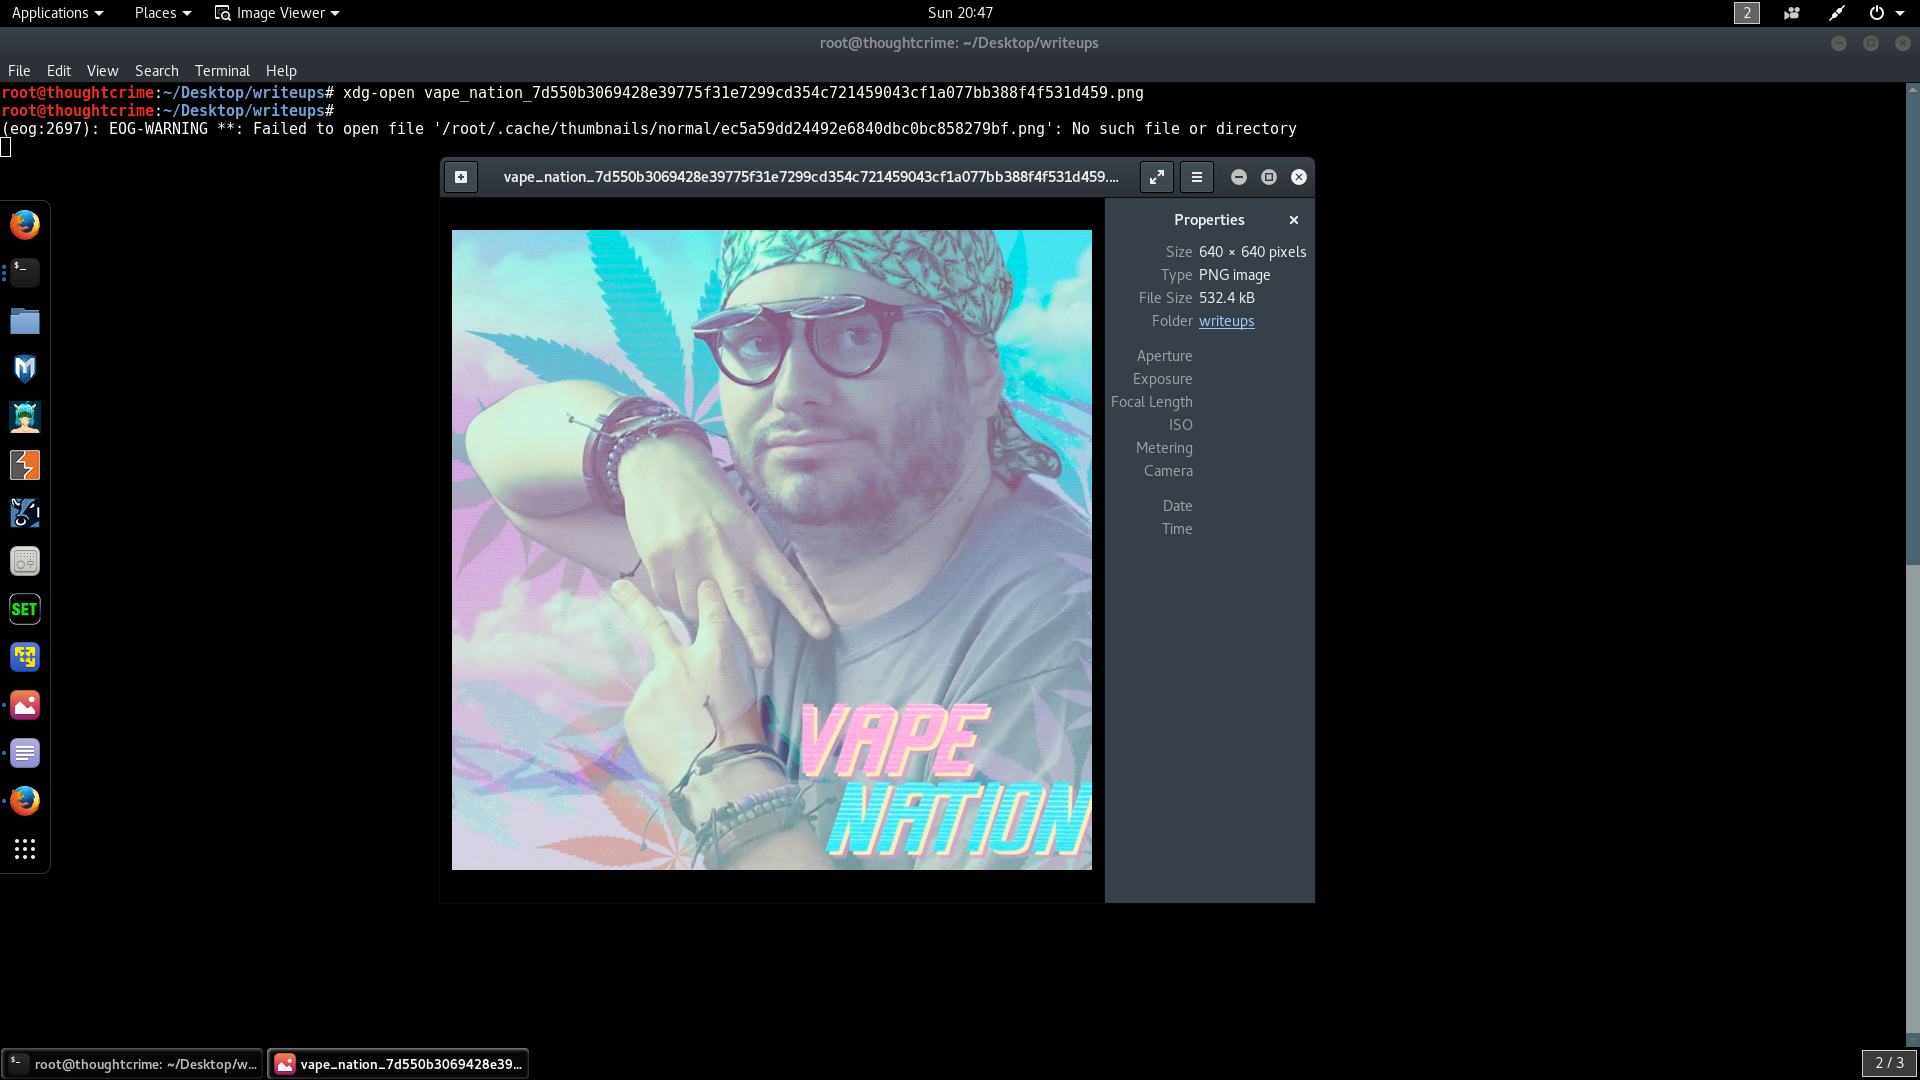 Applications Places Image Viewer Sun 20:47 2
root@thoughtcrime: ~/Desktop/writeups
File Edit View Search Terminal Help
root@thoughtcrime:~/Desktop/writeups# xdg-open vape_nation_7d550b3069428e39775f31e7299cd354c721459043cf1a077bb388f4f531d459.png
root@thoughtcrime:~/Desktop/writeups#
(eog:2697): EOG-WARNING **: Failed to open file '/root/.cache/thumbnails/normal/ec5a59dd24492e6840dbc0bc858279bf.png': No such file or directory
vape_nation_7d550b3069428e39775f31e7299cd354c721459043cf1a077bb388f4f531d459....
Properties
Size 640 × 640 pixels
Type PNG image
File Size 532.4 kB
Folder writeups
Aperture
Exposure
Focal Length
ISO
Metering
Camera
Date
Time
VAPE
NATION
$_
SET
$_ root@thoughtcrime: ~/Desktop/w...
vape_nation_7d550b3069428e39...
2 / 3